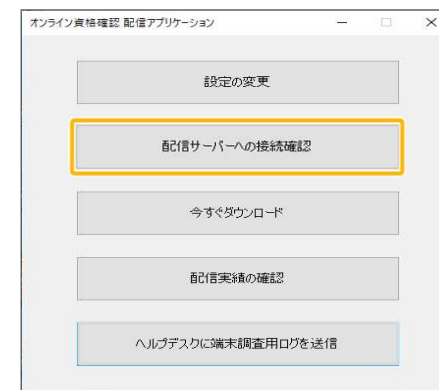 オンライン資格確認 配信アプリケーション
設定の変更
配信サーバーへの接続確認
今すぐダウンロード
配信実績の確認
ヘルプデスクに端末調査用ログを送信